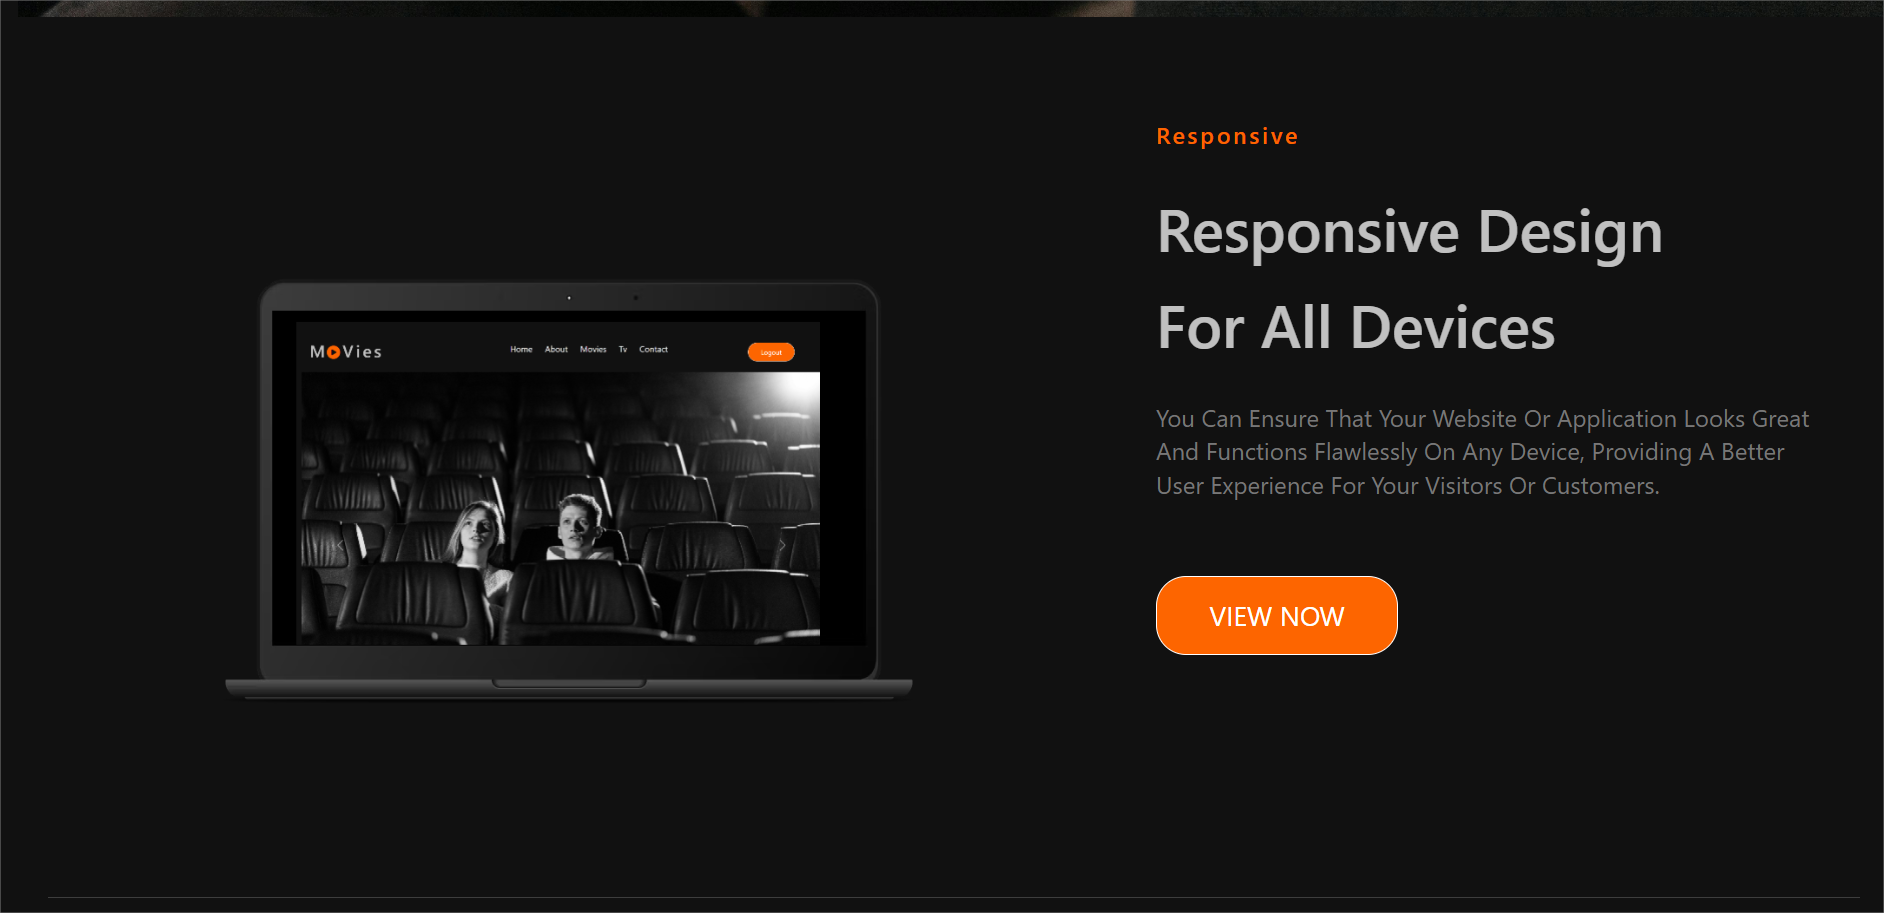 Responsive
Responsive Design
For All Devices
You Can Ensure That Your Website Or Application Looks Great
And Functions Flawlessly On Any Device, Providing A Better
User Experience For Your Visitors Or Customers.
VIEW NOW
MoVies
Home About Movies Tv Contact
Logout